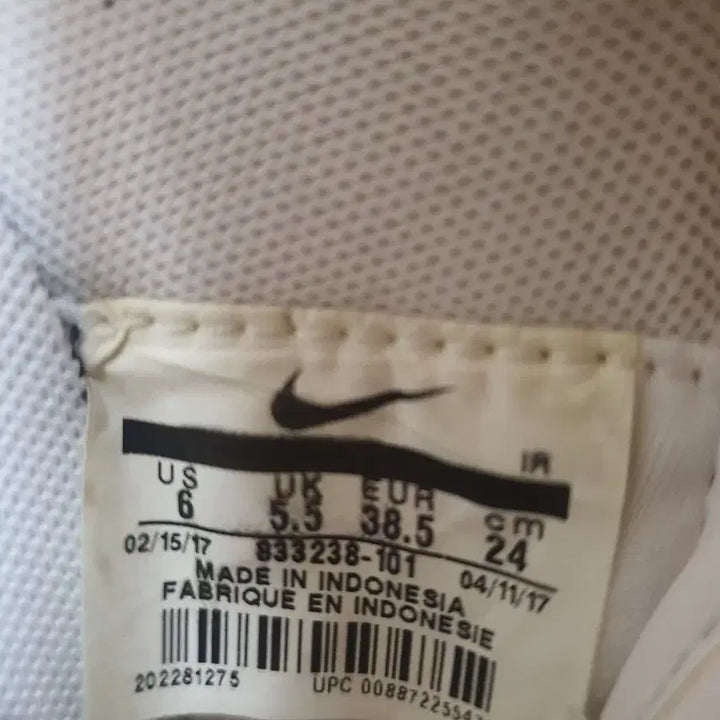 IR
US UK EUR cm
6 5.5 38.5 24
02/15/17 833238-101 04/11/17
MADE IN INDONESIA
FABRIQUE EN INDONESIE
202281275 UPC